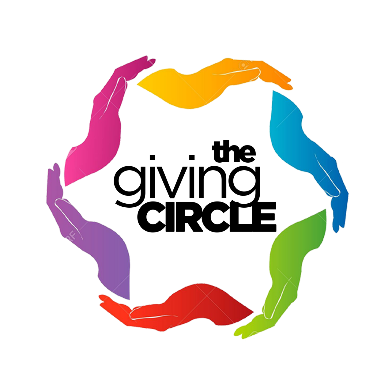 the
giving
CIRCLE